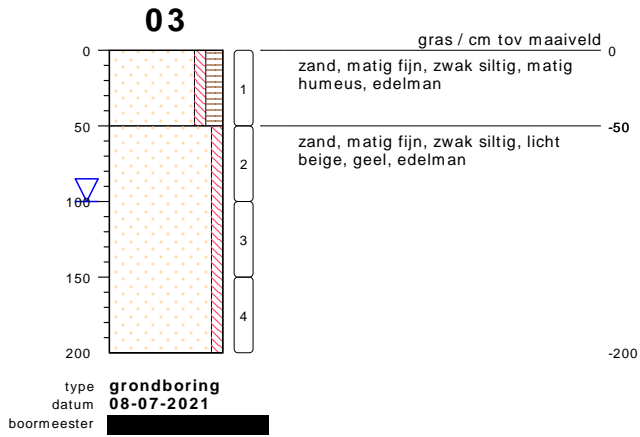 03
gras / cm tov maaiveld
0
0
zand, matig fijn, zwak siltig, matig
humeus, edelman
1
50
-50
zand, matig fijn, zwak siltig, licht
beige, geel, edelman
2
100
3
150
4
200
-200
type grondboring
datum 08-07-2021
boormeester